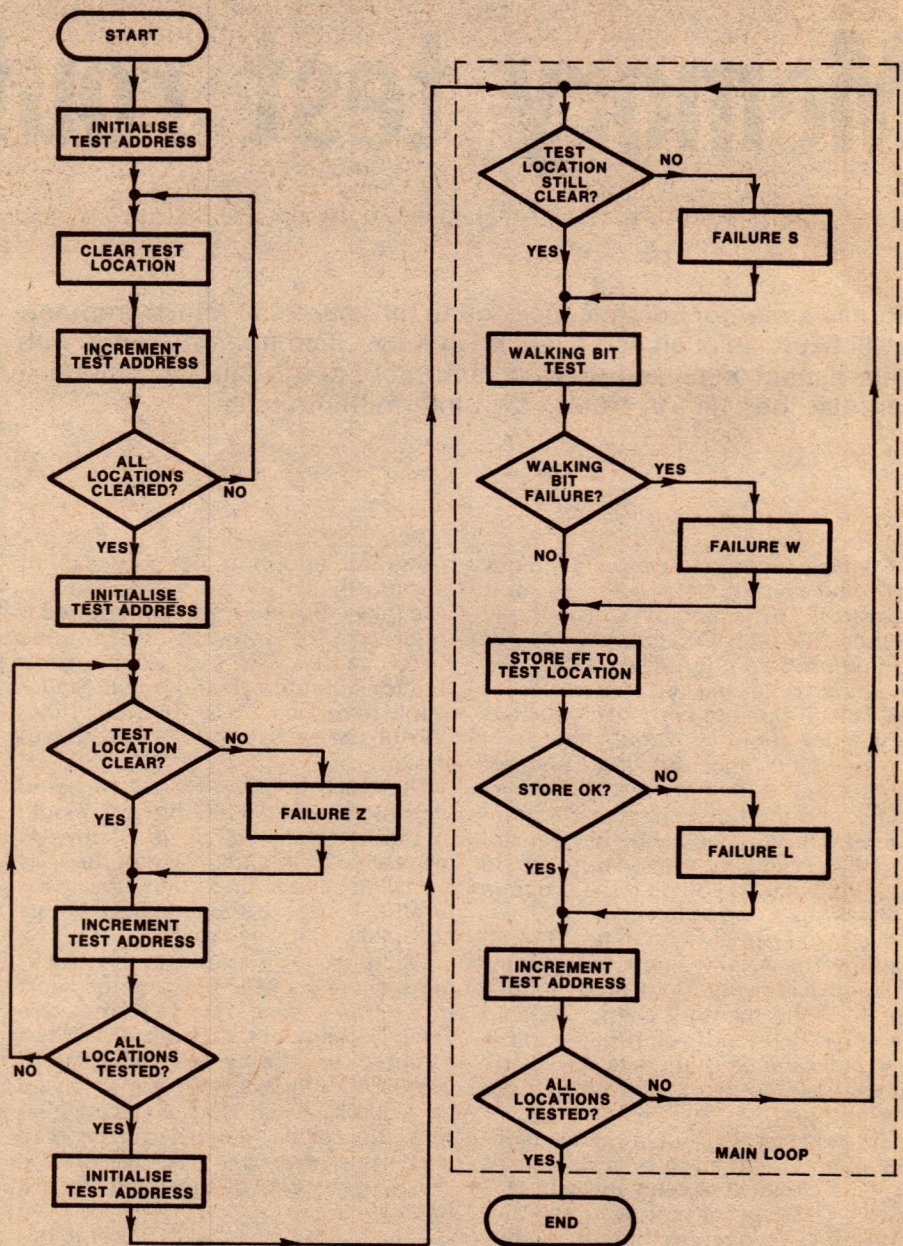 START
INITIALISE
TEST ADDRESS
CLEAR TEST
LOCATION
INCREMENT
TEST ADDRESS
ALL
LOCATIONS
CLEARED?
NO
YES
INITIALISE
TEST ADDRESS
TEST
LOCATION
CLEAR?
NO
FAILURE Z
YES
INCREMENT
TEST ADDRESS
ALL
LOCATIONS
TESTED?
NO
YES
INITIALISE
TEST ADDRESS
TEST
LOCATION
STILL
CLEAR?
NO
FAILURE S
YES
WALKING BIT
TEST
WALKING
BIT
FAILURE?
YES
FAILURE W
NO
STORE FF TO
TEST LOCATION
STORE OK?
NO
FAILURE L
YES
INCREMENT
TEST ADDRESS
ALL
LOCATIONS
TESTED?
NO
YES
MAIN LOOP
END